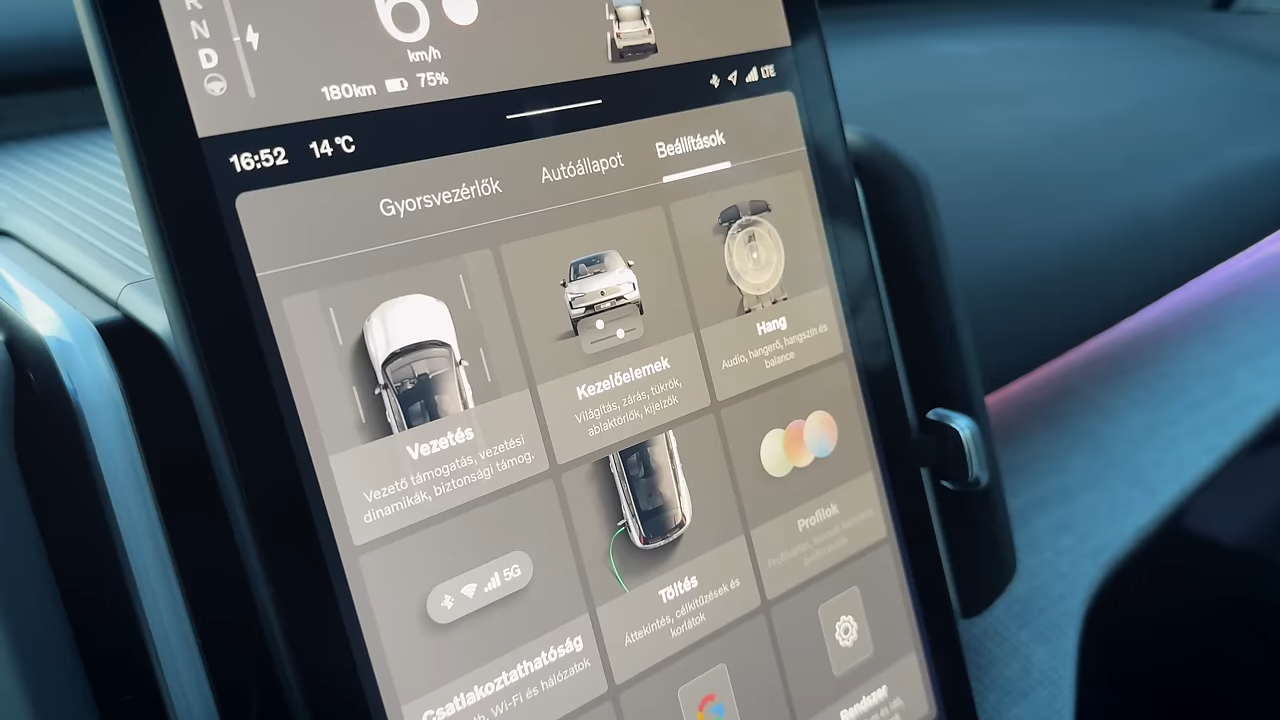 R
N
D
6
km/h
180km 75%
LTE
16:52 14°C
Gyorsvezérlők Autóállapot Beállítások
Vezetés
Vezető támogatás, vezetési
dinamikák, biztonsági támog.
Kezelőelemek
Világítás, zárás, tükrök,
ablaktörlők, kijelzők
Hang
Audio, hangerő, hangszín és
balance
5G
Csatlakoztathatóság
Wi-Fi és hálózatok
Töltés
Áttekintés, célkitűzések és
korlátok
Profilok
Rendszer